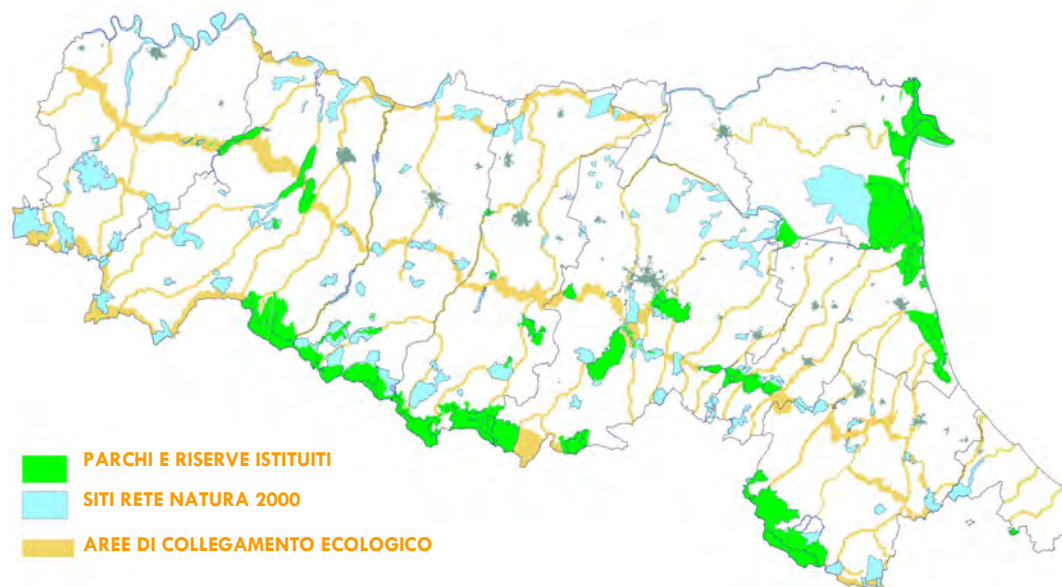 PARCHI E RISERVE ISTITUITI
SITI RETE NATURA 2000
AREE DI COLLEGAMENTO ECOLOGICO